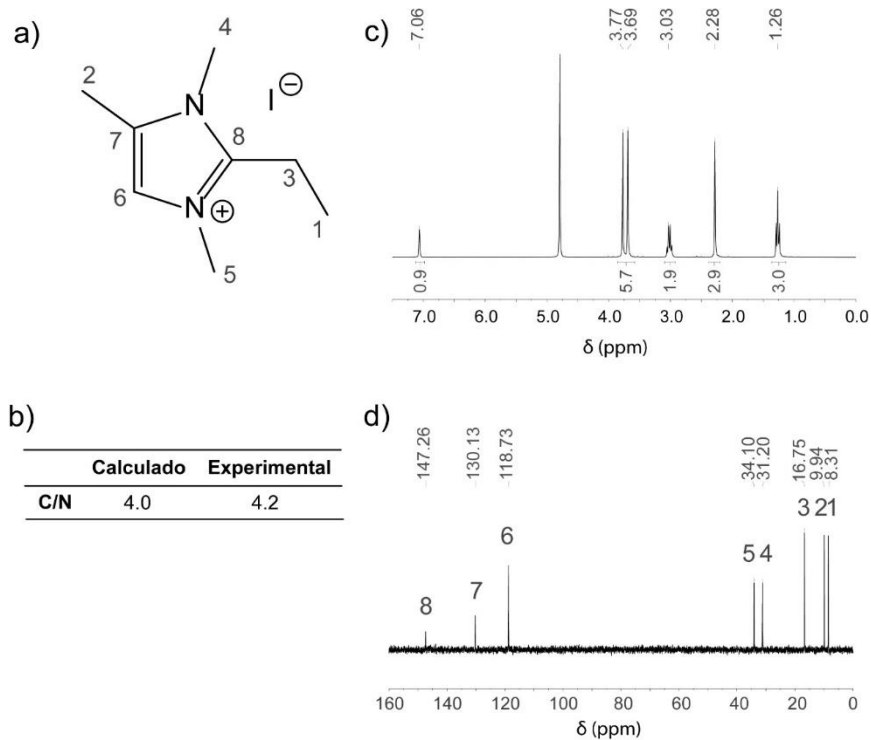 a)
4
2
I⊖
N
7
8
3
6
N⊕
1
5
b)
Calculado Experimental
C/N 4.0 4.2
c)
7.06
3.77
3.69
3.03
2.28
1.26
0.9
5.7
1.9
2.9
3.0
7.0 6.0 5.0 4.0 3.0 2.0 1.0 0.0
δ (ppm)
d)
147.26
130.13
118.73
34.10
31.20
16.75
9.94
8.31
8
7
6
5 4
3 21
160 140 120 100 80 60 40 20 0
δ (ppm)